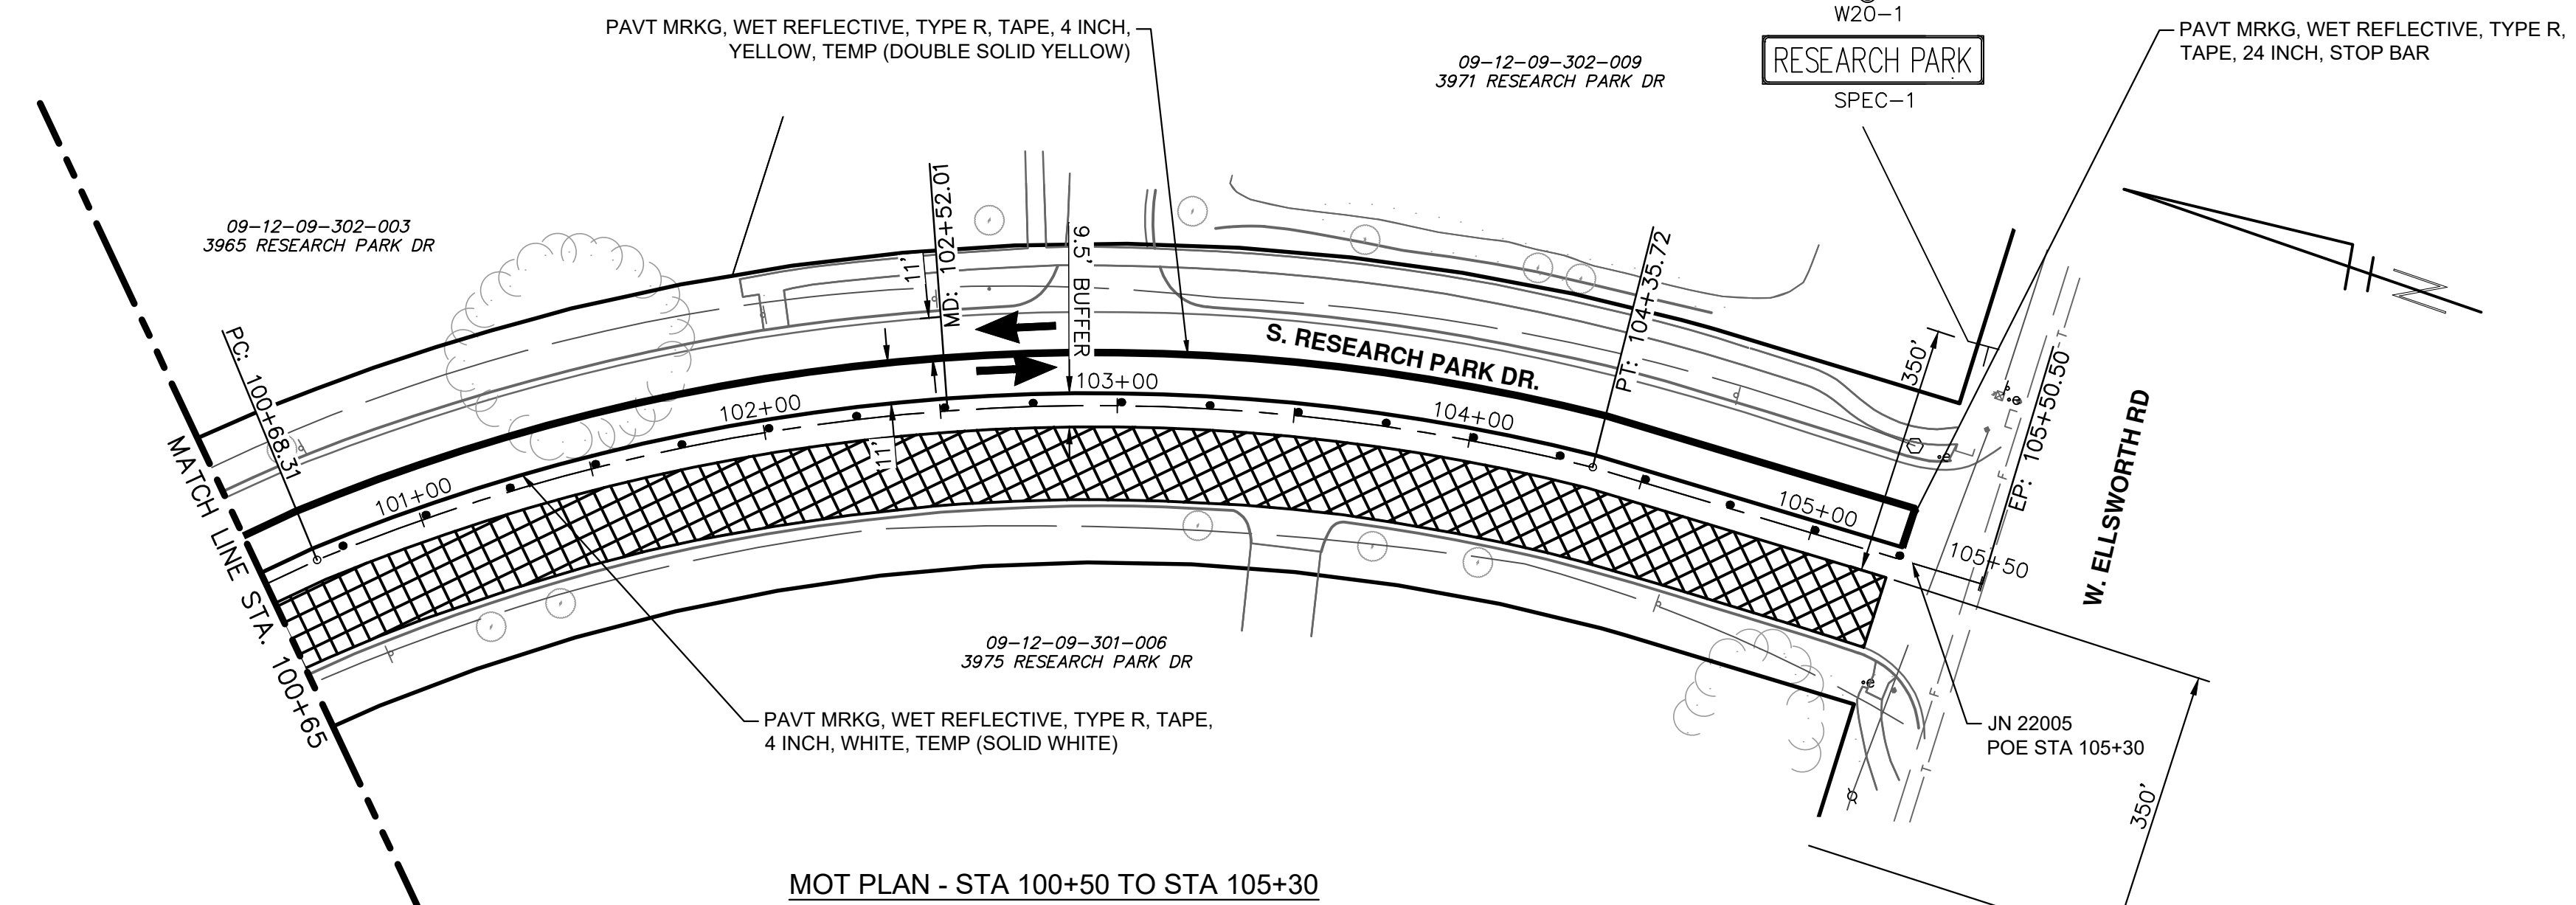 PAVT MRKG, WET REFLECTIVE, TYPE R, TAPE, 4 INCH,
YELLOW, TEMP (DOUBLE SOLID YELLOW)
09-12-09-302-009
3971 RESEARCH PARK DR
W20-1
RESEARCH PARK
SPEC-1
PAVT MRKG, WET REFLECTIVE, TYPE R,
TAPE, 24 INCH, STOP BAR
09-12-09-302-003
3965 RESEARCH PARK DR
MD: 102+52.01
11'
9.5' BUFFER
PT: 104+35.72
S. RESEARCH PARK DR.
350'
N
PC: 100+68.31
101+00
102+00
103+00
104+00
105+00
105+50
11'
EP: 105+50.50
W. ELLSWORTH RD
MATCH LINE STA. 100+65
09-12-09-301-006
3975 RESEARCH PARK DR
PAVT MRKG, WET REFLECTIVE, TYPE R, TAPE,
4 INCH, WHITE, TEMP (SOLID WHITE)
JN 22005
POE STA 105+30
350'
T
F
T
F
T
MOT PLAN - STA 100+50 TO STA 105+30